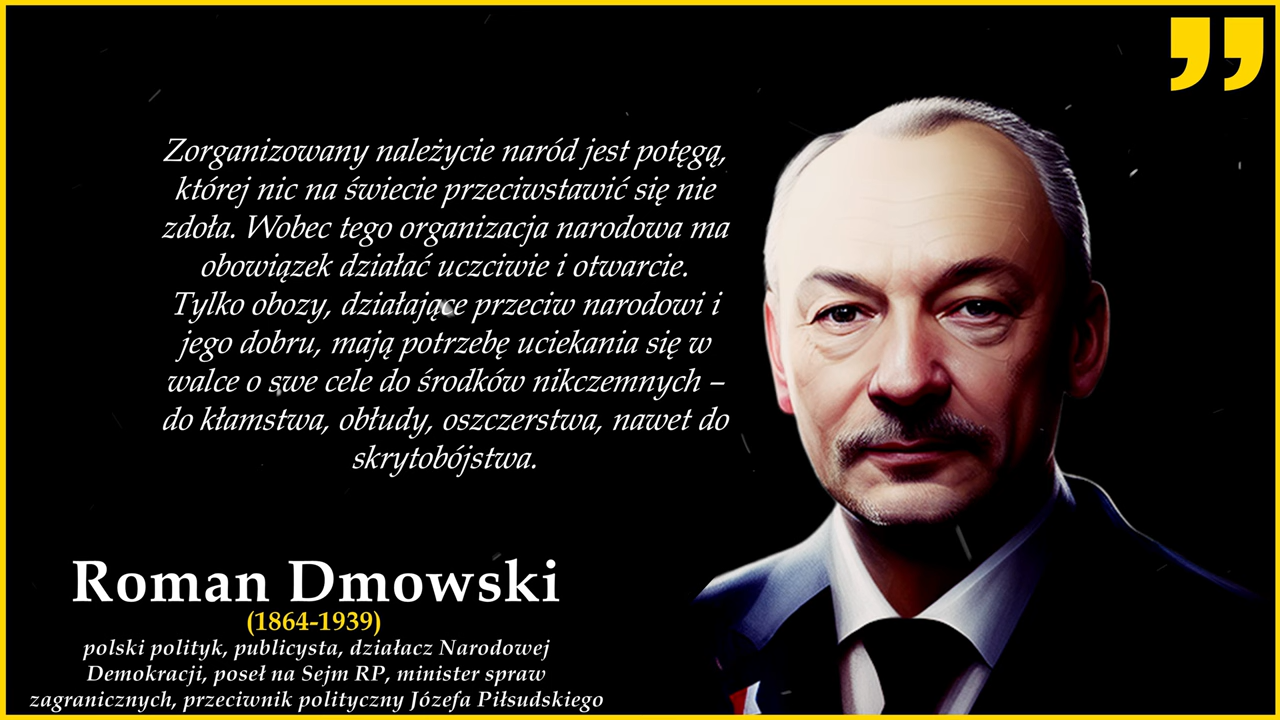 Zorganizowany należycie naród jest potęgą,
której nic na świecie przeciwstawić się nie
zdoła. Wobec tego organizacja narodowa ma
obowiązek działać uczciwie i otwarcie.
Tylko obozy, działające przeciw narodowi i
jego dobru, mają potrzebę uciekania się w
walce o swe cele do środków nikczemnych –
do kłamstwa, obłudy, oszczerstwa, nawet do
skrytobójstwa.
Roman Dmowski
(1864-1939)
polski polityk, publicysta, działacz Narodowej
Demokracji, poseł na Sejm RP, minister spraw
zagranicznych, przeciwnik polityczny Józefa Piłsudskiego